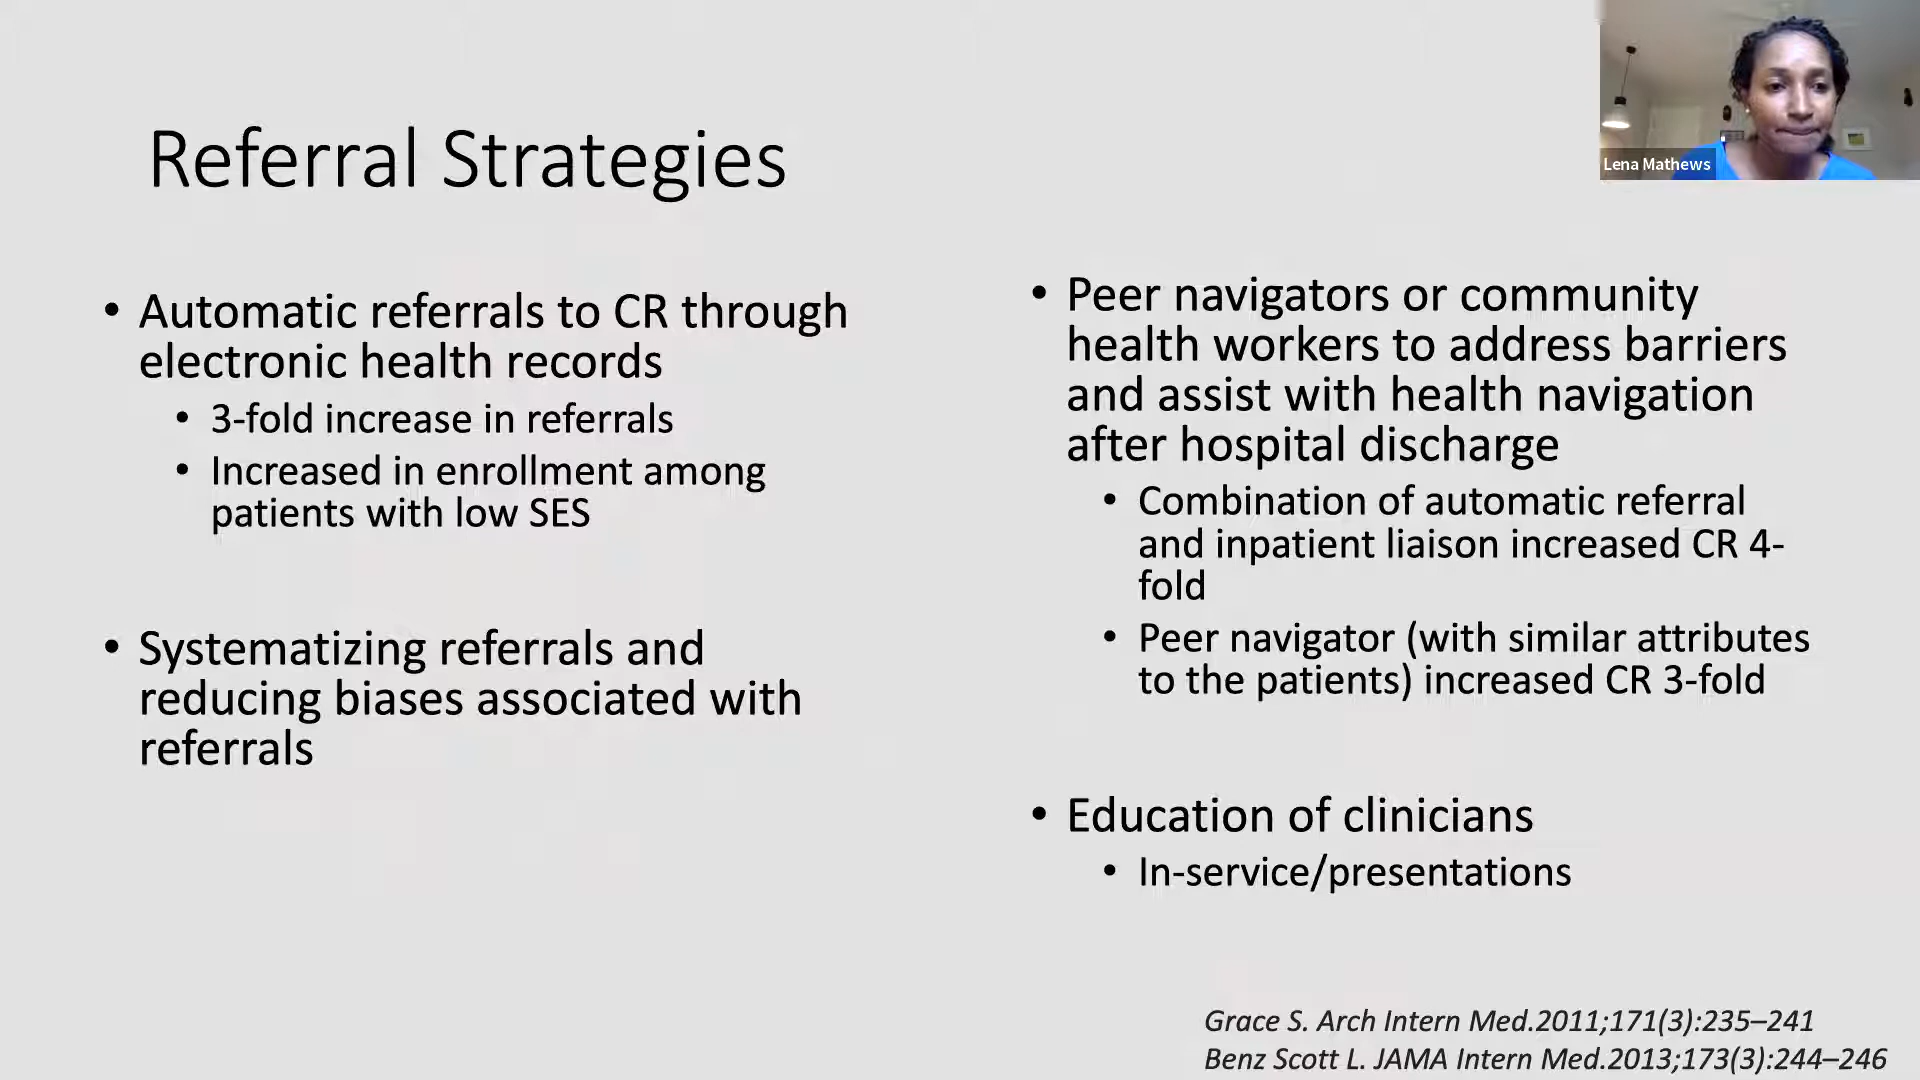 Lena Mathews
Referral Strategies
• Automatic referrals to CR through
electronic health records
• 3-fold increase in referrals
• Increased in enrollment among
patients with low SES
• Systematizing referrals and
reducing biases associated with
referrals
• Peer navigators or community
health workers to address barriers
and assist with health navigation
after hospital discharge
• Combination of automatic referral
and inpatient liaison increased CR 4-
fold
• Peer navigator (with similar attributes
to the patients) increased CR 3-fold
• Education of clinicians
• In-service/presentations
Grace S. Arch Intern Med.2011;171(3):235–241
Benz Scott L. JAMA Intern Med.2013;173(3):244–246